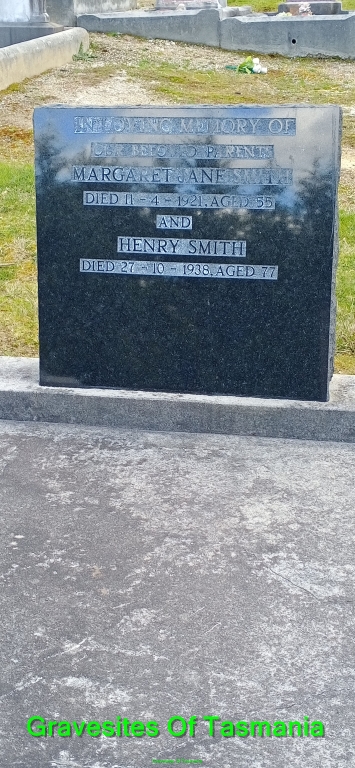 IN LOVING MEMORY OF
OUR BELOVED PARENTS
MARGARET JANE SMITH
DIED 11 - 4 - 1921, AGED 55
AND
HENRY SMITH
DIED 27 - 10 - 1938, AGED 77
Gravesites Of Tasmania